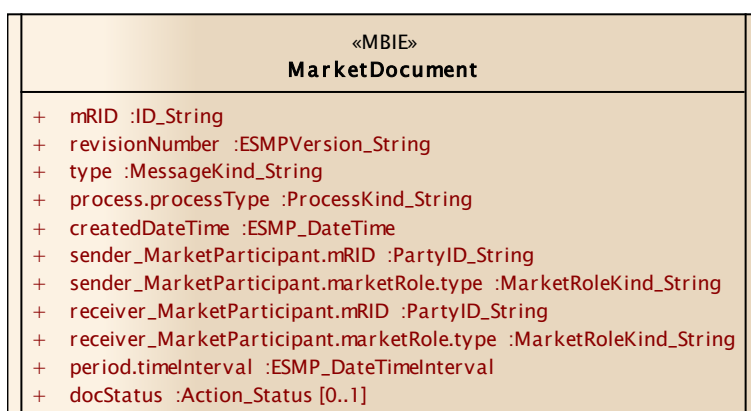 «MBIE»
MarketDocument
+ mRID :ID_String
+ revisionNumber :ESMPVersion_String
+ type :MessageKind_String
+ process.processType :ProcessKind_String
+ createdDateTime :ESMP_DateTime
+ sender_MarketParticipant.mRID :PartyID_String
+ sender_MarketParticipant.marketRole.type :MarketRoleKind_String
+ receiver_MarketParticipant.mRID :PartyID_String
+ receiver_MarketParticipant.marketRole.type :MarketRoleKind_String
+ period.timeInterval :ESMP_DateTimeInterval
+ docStatus :Action_Status [0..1]